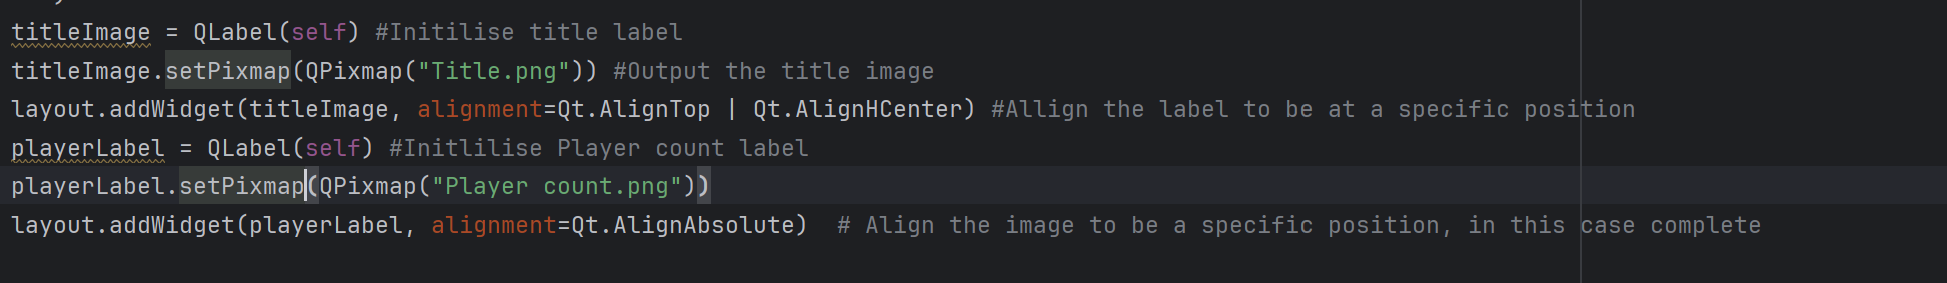 titleImage = QLabel(self) #Initilise title label
titleImage.setPixmap(QPixmap("Title.png")) #Output the title image
layout.addWidget(titleImage, alignment=Qt.AlignTop | Qt.AlignHCenter) #Allign the label to be at a specific position
playerLabel = QLabel(self) #Initlilise Player count label
playerLabel.setPixmap(QPixmap("Player count.png"))
layout.addWidget(playerLabel, alignment=Qt.AlignAbsolute)  # Align the image to be a specific position, in this case complete